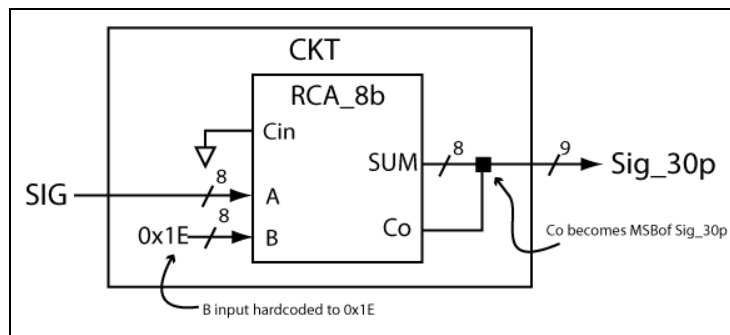 CKT
RCA_8b
Cin
SUM
8
9
Sig_30p
SIG
8
A
8
0x1E
B
Co
Co becomes MSBof Sig_30p
B input hardcoded to 0x1E